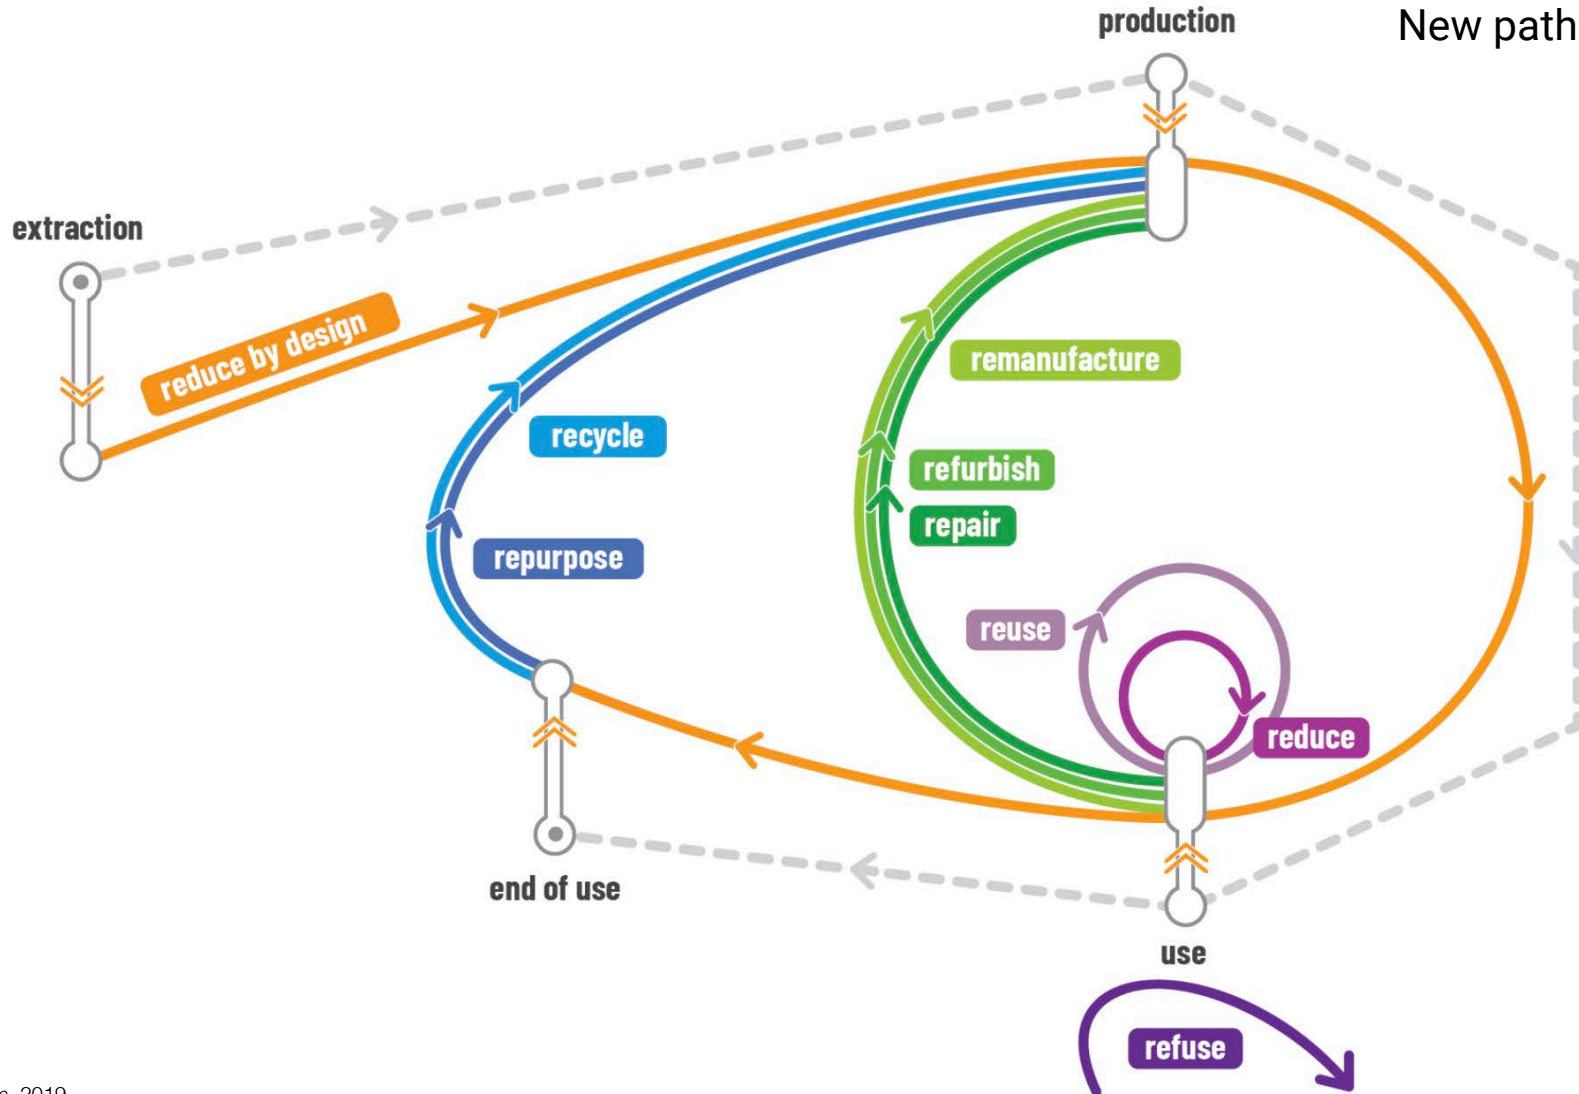 production
New path
extraction
reduce by design
remanufacture
recycle
refurbish
repair
repurpose
reuse
reduce
end of use
use
refuse
2019